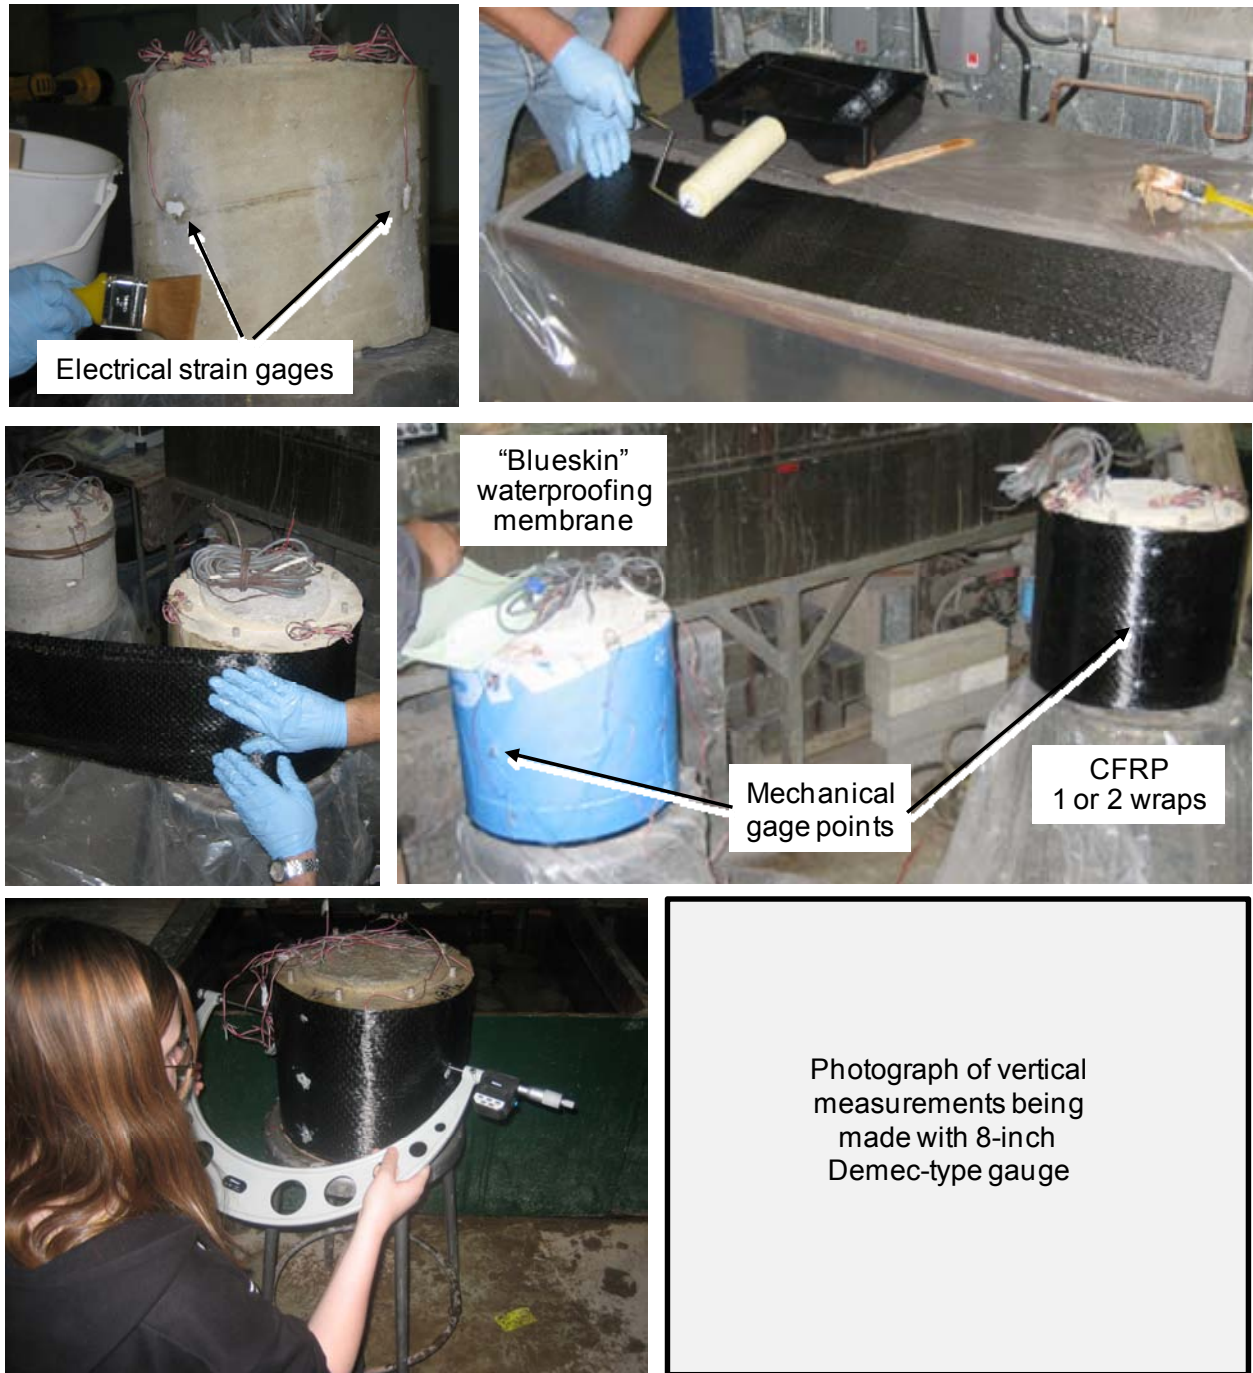 Electrical strain gages
“Blueskin”
waterproofing
membrane
Mechanical
gage points
CFRP
1 or 2 wraps
Photograph of vertical
measurements being
made with 8-inch
Demec-type gauge